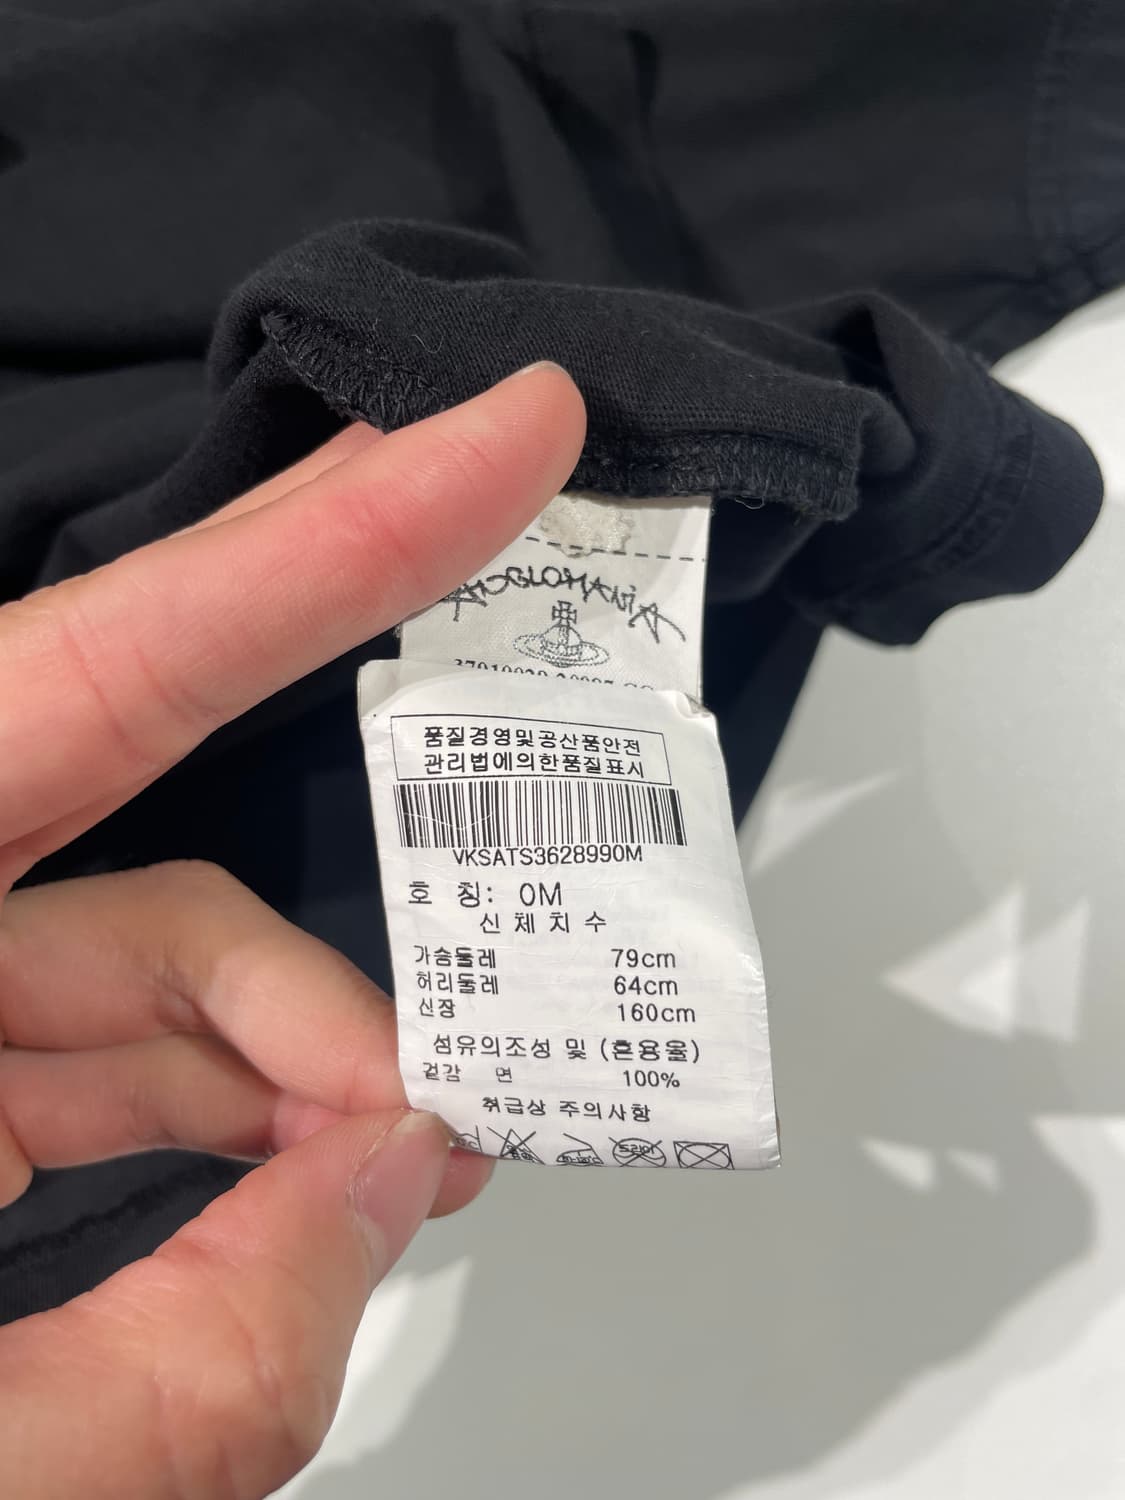 ANGLOMANIA
품질경영및공산품안전
관리법에의한품질표시
VKSATS3628990M
호 칭: 0M
신 체 치 수
가슴둘레 79cm
허리둘레 64cm
신장 160cm
섬유의조성 및 (혼용율)
겉감 면 100%
취급상 주의사항
드라이